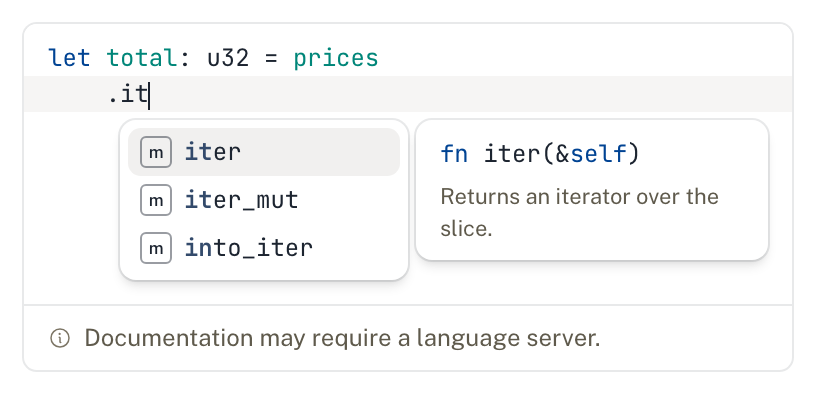 let total: u32 = prices
.it
m iter
m iter_mut
m into_iter
fn iter(&self)
Returns an iterator over the
slice.
Documentation may require a language server.